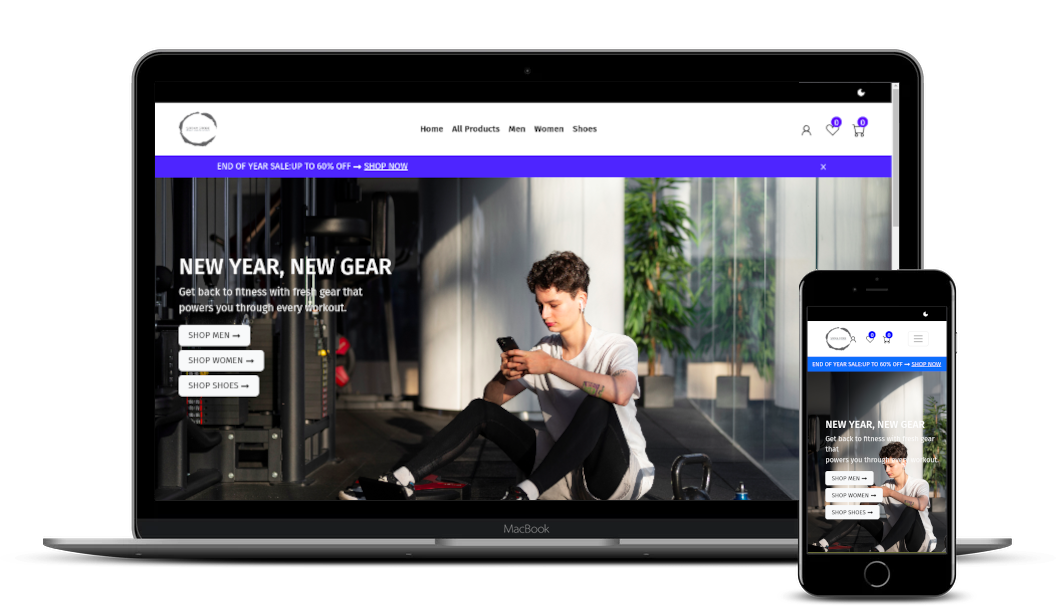 Home All Products Men Women Shoes
0 0
END OF YEAR SALE:UP TO 60% OFF → SHOP NOW x
NEW YEAR, NEW GEAR
Get back to fitness with fresh gear that
powers you through every workout.
SHOP MEN →
SHOP WOMEN →
SHOP SHOES →
MacBook
0 0
END OF YEAR SALE:UP TO 60% OFF → SHOP NOW
NEW YEAR, NEW GEAR
Get back to fitness with fresh gear
that
powers you through every workout.
SHOP MEN →
SHOP WOMEN →
SHOP SHOES →